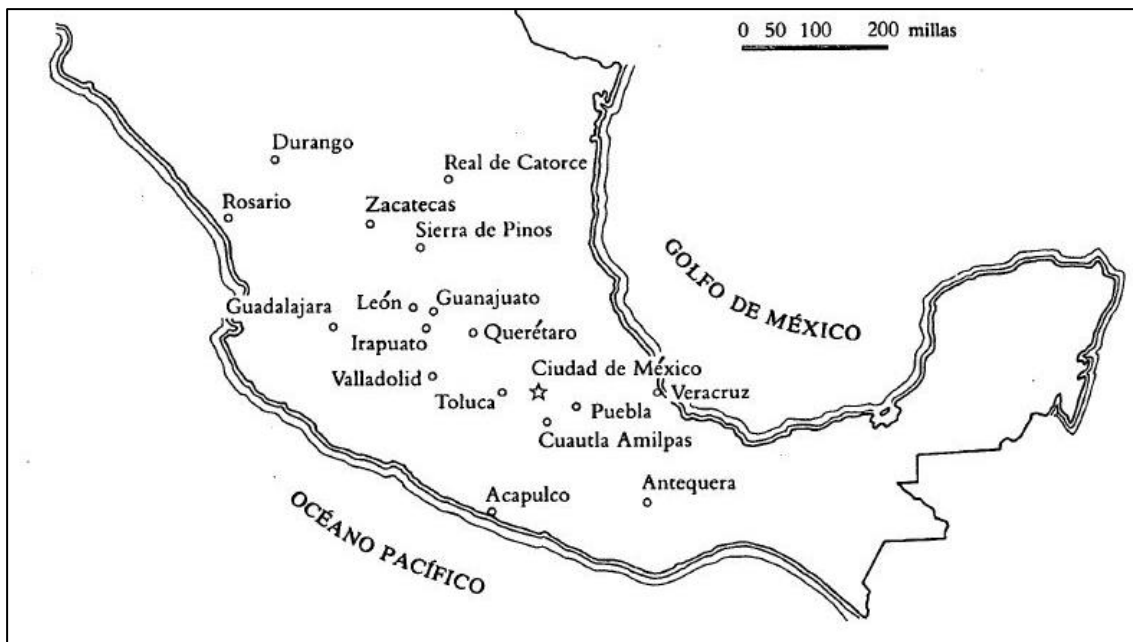 0 50 100 200 millas
Durango
Real de Catorce
Rosario
Zacatecas
Sierra de Pinos
GOLFO DE MÉXICO
Guadalajara
León
Guanajuato
Irapuato
Querétaro
Ciudad de México
Valladolid
Toluca
Veracruz
Puebla
Cuautla Amilpas
Acapulco
Antequera
OCÉANO PACÍFICO